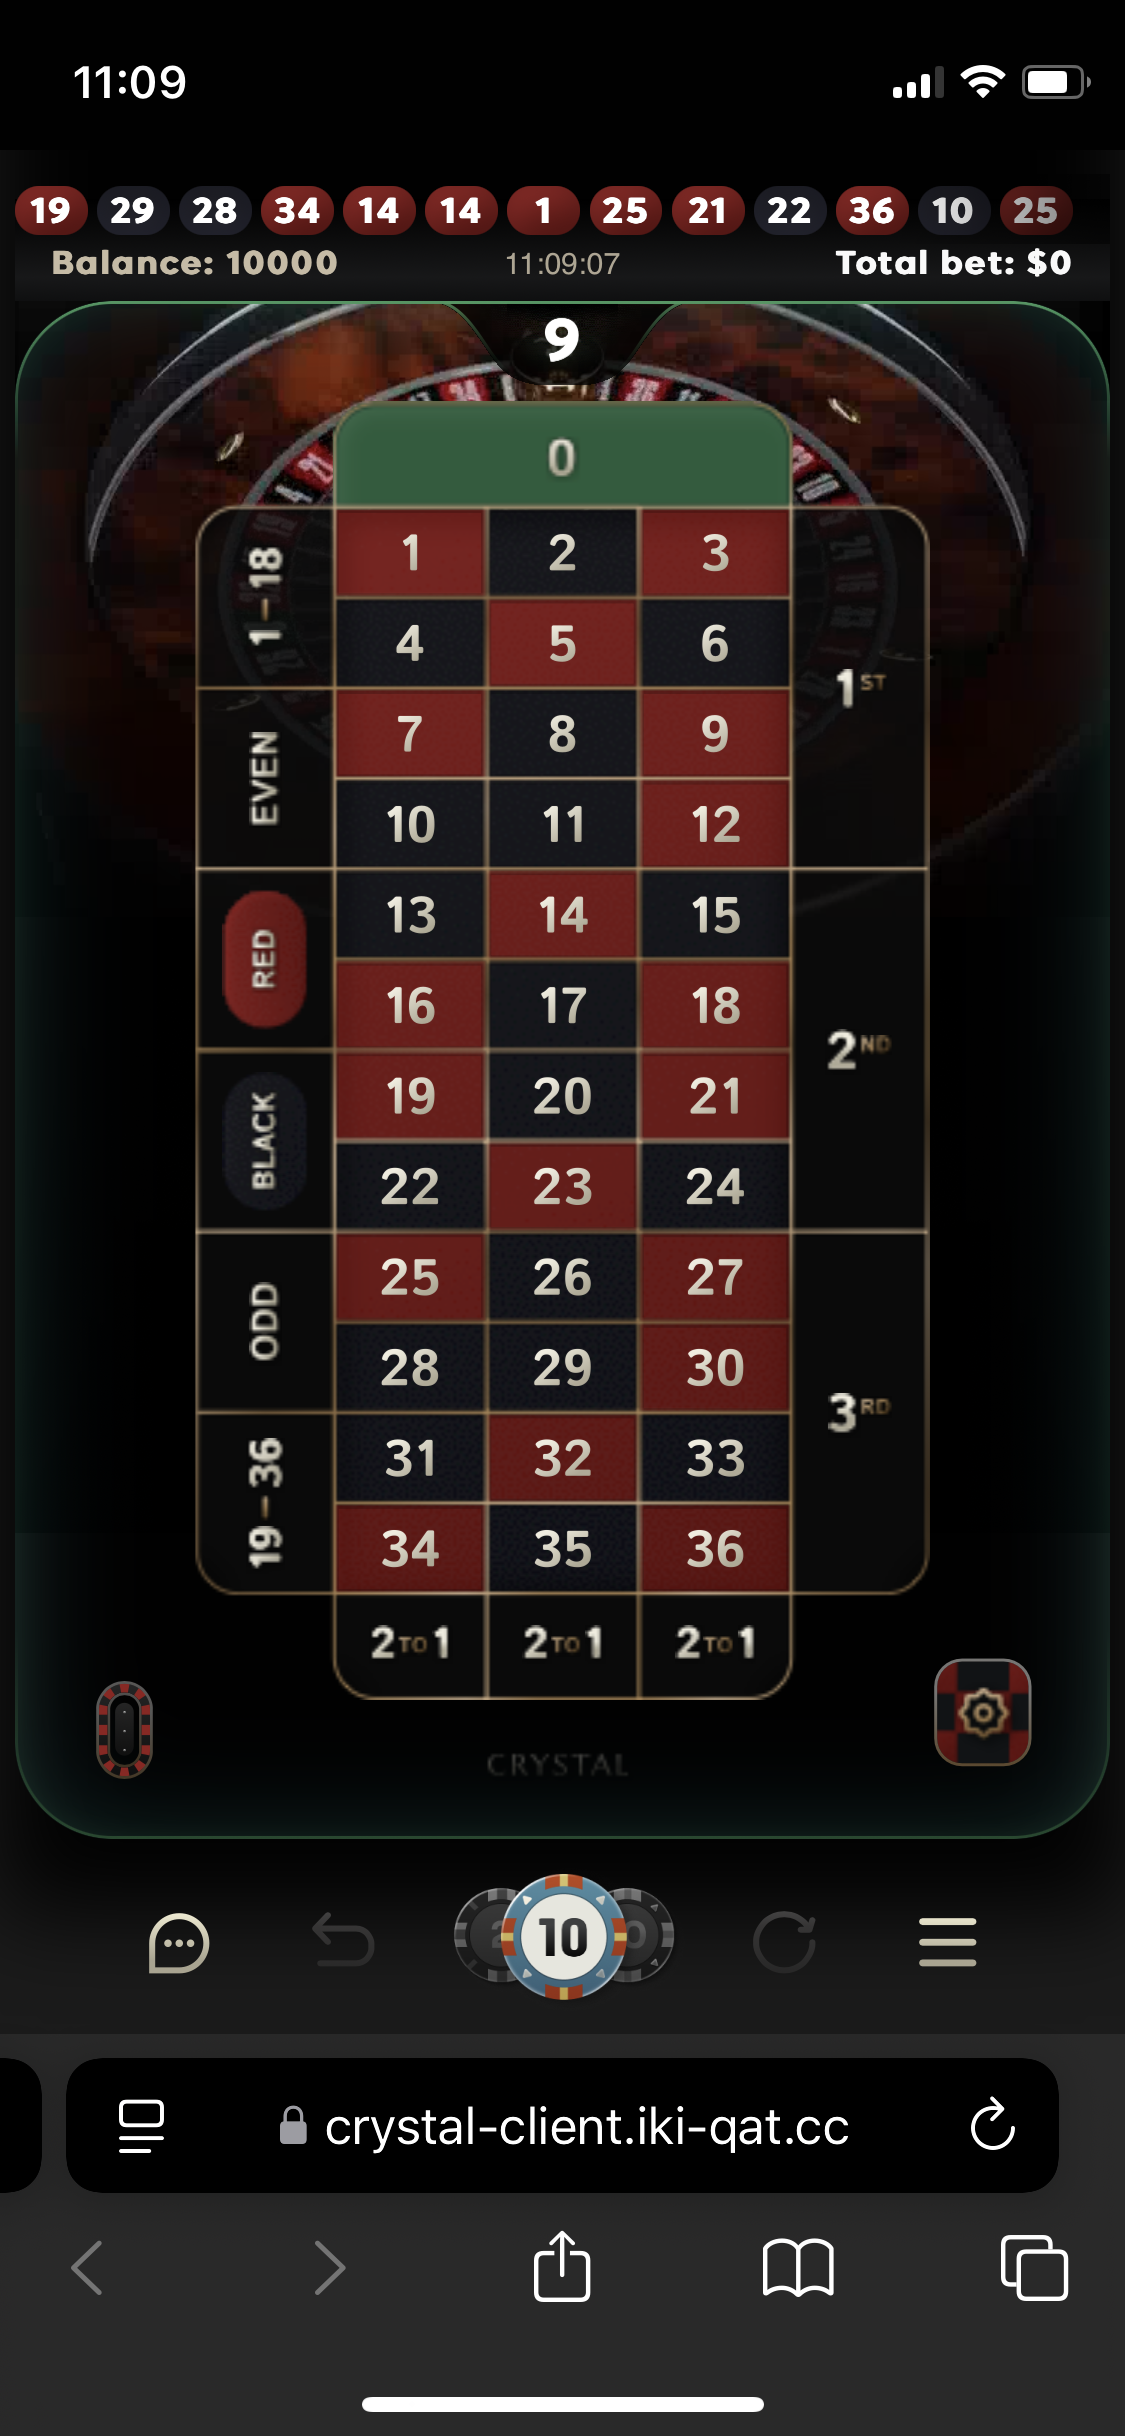 11:09
19 29 28 34 14 14 1 25 21 22 36 10 25
Balance: 10000 11:09:07 Total bet: $0
9
0
1-18
EVEN
RED
BLACK
ODD
19-36
1 2 3
4 5 6
7 8 9
10 11 12
13 14 15
16 17 18
19 20 21
22 23 24
25 26 27
28 29 30
31 32 33
34 35 36
1ST
2ND
3RD
2 TO 1 2 TO 1 2 TO 1
CRYSTAL
10
crystal-client.iki-qat.cc